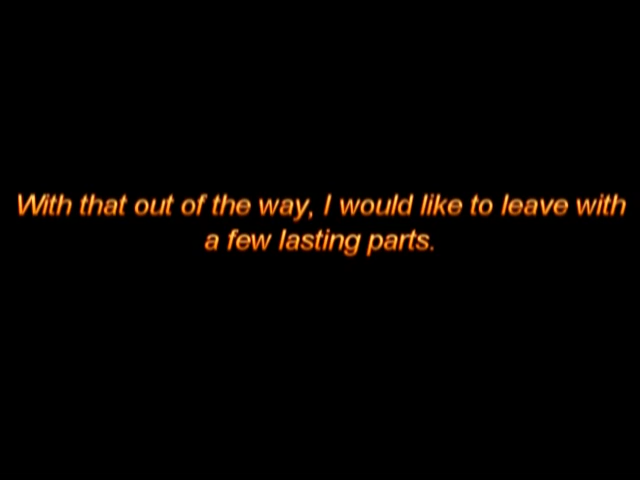 With that out of the way, I would like to leave with
a few lasting parts.